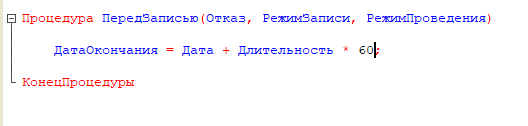 Процедура ПередЗаписью(Отказ, РежимЗаписи, РежимПроведения)
ДатаОкончания = Дата + Длительность * 60;
КонецПроцедуры